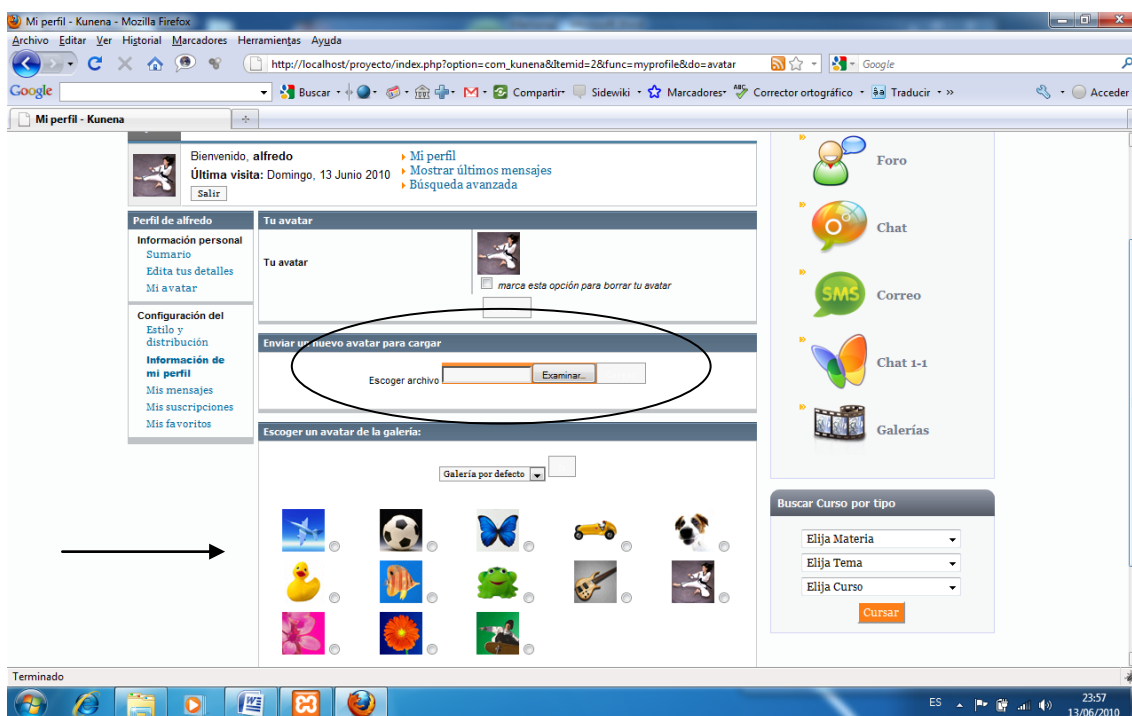 Mi perfil - Kunena - Mozilla Firefox
Archivo Editar Ver Historial Marcadores Herramientas Ayuda
http://localhost/proyecto/index.php?option=com_kunena&Itemid=2&func=myprofile&do=avatar
Google
Google
Buscar
Compartir
Sidewiki
Marcadores
ABC
Corrector ortográfico
Traducir
»
Acceder
Mi perfil - Kunena
Bienvenido, alfredo
Última visita: Domingo, 13 Junio 2010
Salir
Mi perfil
Mostrar últimos mensajes
Búsqueda avanzada
Perfil de alfredo
Información personal
Sumario
Edita tus detalles
Mi avatar
Configuración del
Estilo y
distribución
Información de
mi perfil
Mis mensajes
Mis suscripciones
Mis favoritos
Tu avatar
Tu avatar
marca esta opción para borrar tu avatar
Enviar un nuevo avatar para cargar
Escoger archivo
Examinar...
Escoger un avatar de la galería:
Galería por defecto
Foro
Chat
SMS
Correo
Chat 1-1
Galerías
Buscar Curso por tipo
Elija Materia
Elija Tema
Elija Curso
Cursar
Terminado
ES
23:57
13/06/2010